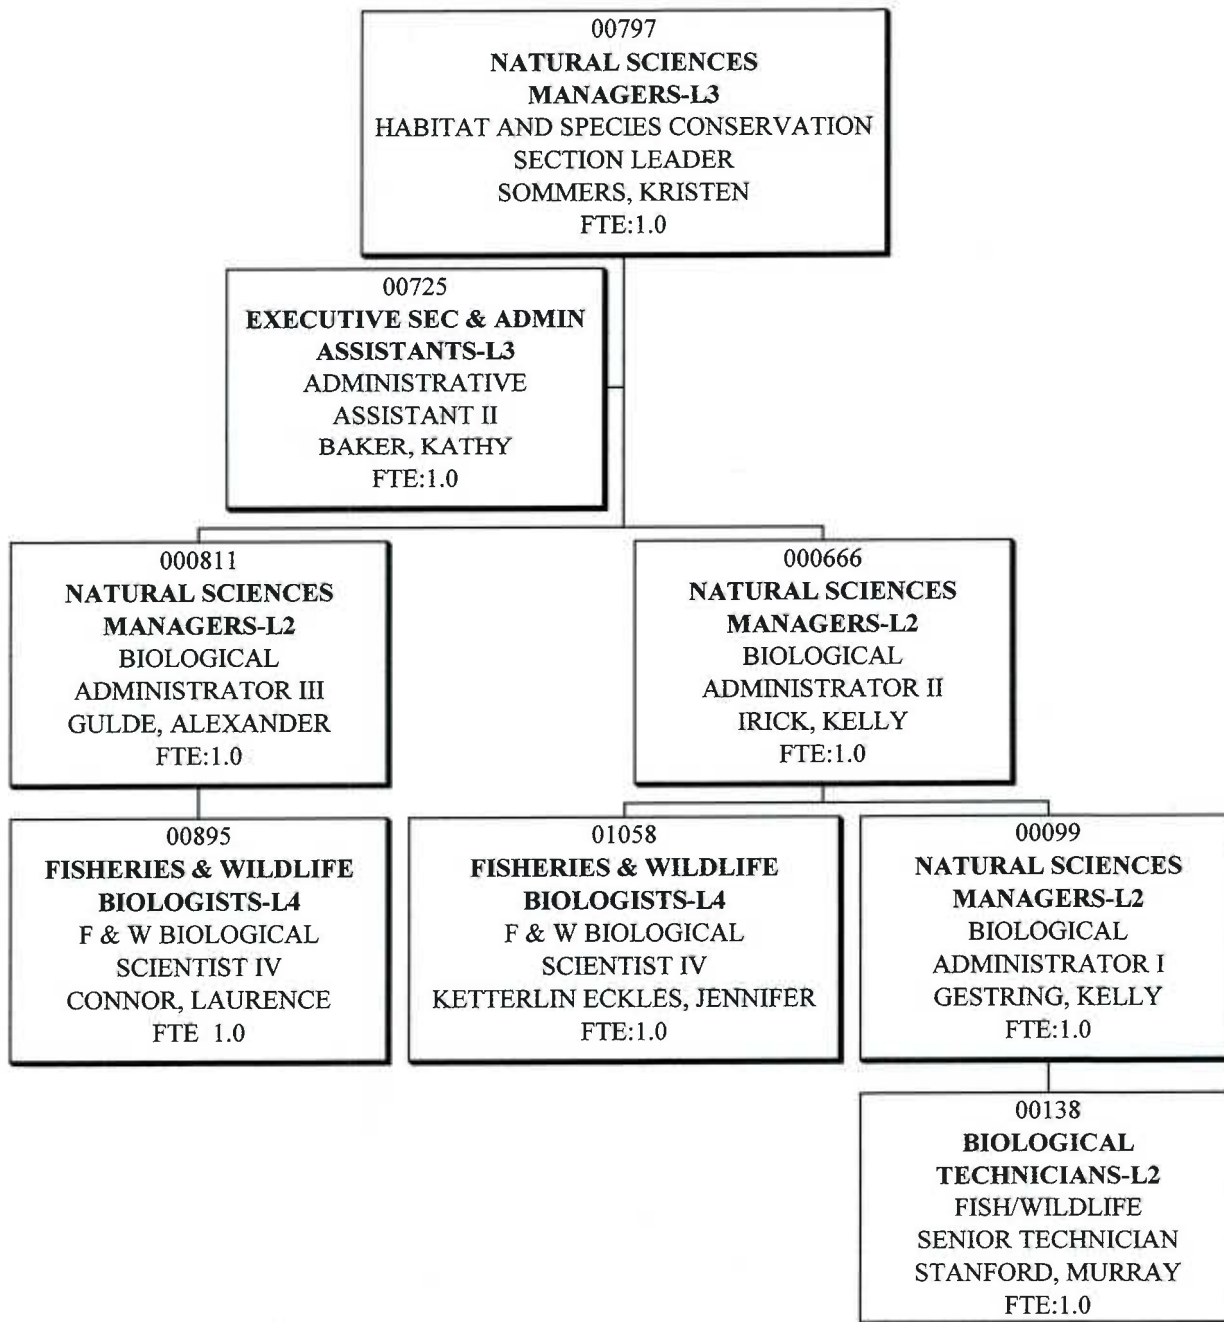 00797
NATURAL SCIENCES
MANAGERS-L3
HABITAT AND SPECIES CONSERVATION
SECTION LEADER
SOMMERS, KRISTEN
FTE:1.0
00725
EXECUTIVE SEC & ADMIN
ASSISTANTS-L3
ADMINISTRATIVE
ASSISTANT II
BAKER, KATHY
FTE:1.0
000811
NATURAL SCIENCES
MANAGERS-L2
BIOLOGICAL
ADMINISTRATOR III
GULDE, ALEXANDER
FTE:1.0
000666
NATURAL SCIENCES
MANAGERS-L2
BIOLOGICAL
ADMINISTRATOR II
IRICK, KELLY
FTE:1.0
00895
FISHERIES & WILDLIFE
BIOLOGISTS-L4
F & W BIOLOGICAL
SCIENTIST IV
CONNOR, LAURENCE
FTE 1.0
01058
FISHERIES & WILDLIFE
BIOLOGISTS-L4
F & W BIOLOGICAL
SCIENTIST IV
KETTERLIN ECKLES, JENNIFER
FTE:1.0
00099
NATURAL SCIENCES
MANAGERS-L2
BIOLOGICAL
ADMINISTRATOR I
GESTRING, KELLY
FTE:1.0
00138
BIOLOGICAL
TECHNICIANS-L2
FISH/WILDLIFE
SENIOR TECHNICIAN
STANFORD, MURRAY
FTE:1.0